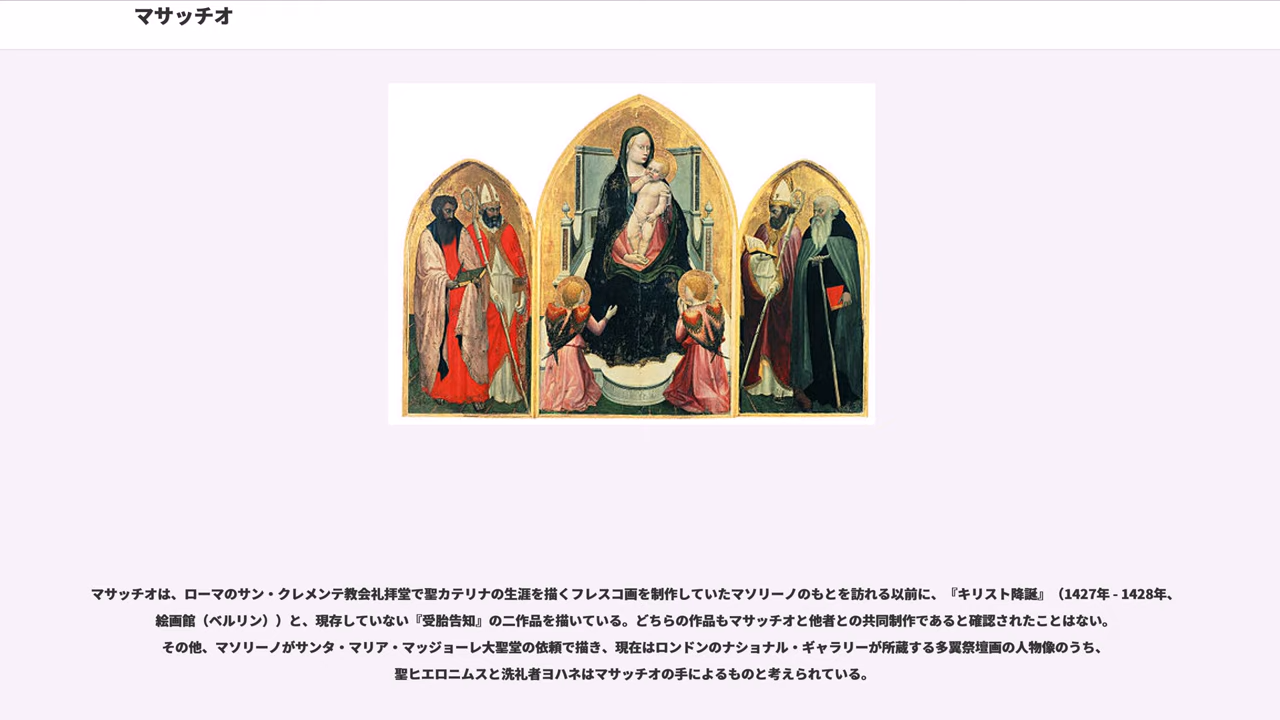 マサッチオ
マサッチオは、ローマのサン・クレメンテ教会礼拝堂で聖カテリナの生涯を描くフレスコ画を制作していたマソリーノのもとを訪れる以前に、『キリスト降誕』（1427年 - 1428年、
絵画館（ベルリン））と、現存していない『受胎告知』の二作品を描いている。どちらの作品もマサッチオと他者との共同制作であると確認されたことはない。
その他、マソリーノがサンタ・マリア・マッジョーレ大聖堂の依頼で描き、現在はロンドンのナショナル・ギャラリーが所蔵する多翼祭壇画の人物像のうち、
聖ヒエロニムスと洗礼者ヨハネはマサッチオの手によるものと考えられている。